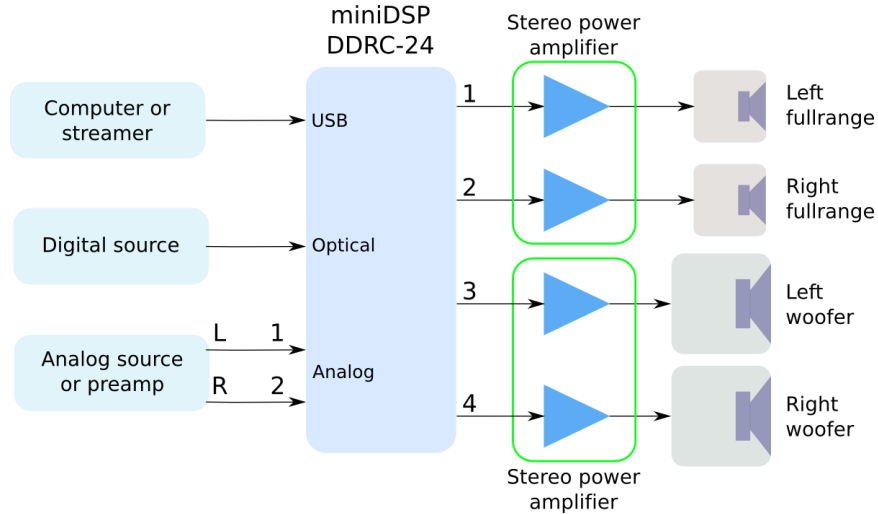 miniDSP
DDRC-24
Stereo power
amplifier
Computer or
streamer
USB
1
Left
fullrange
2
Right
fullrange
Digital source
Optical
3
Left
woofer
Analog source
or preamp
L 1
R 2
Analog
4
Right
woofer
Stereo power
amplifier